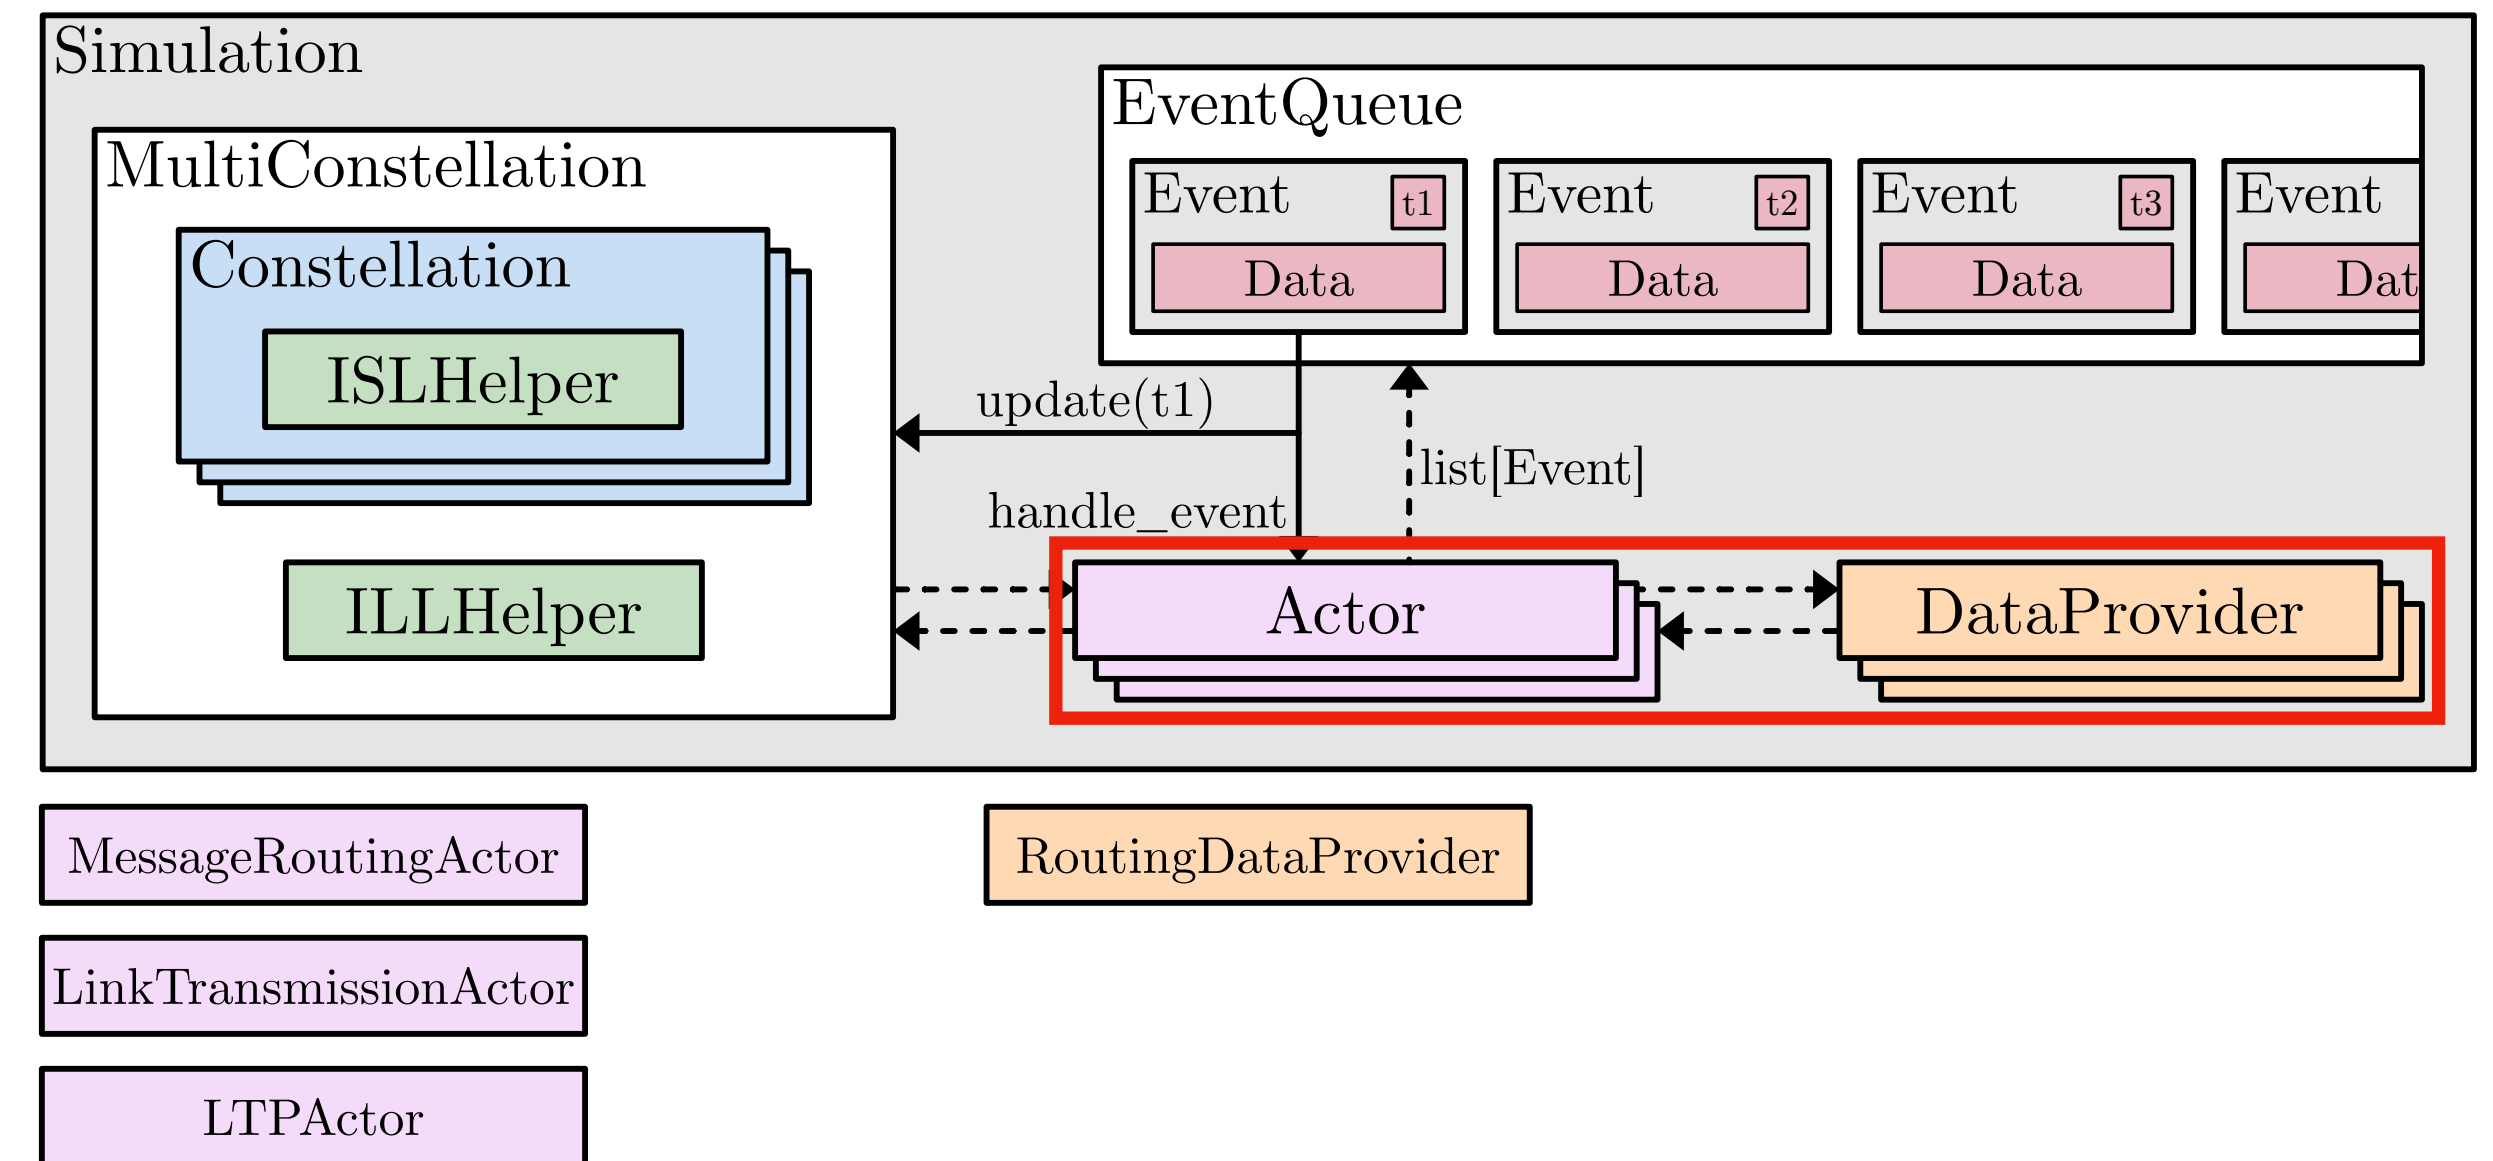 Simulation
EventQueue
MultiConstellation
Event t1
Event t2
Event t3
Event
Constellation
Data
Data
Data
Dat
ISLHelper
update(t1)
list[Event]
handle_event
ILLHelper
Actor
DataProvider
MessageRoutingActor
RoutingDataProvider
LinkTransmissionActor
LTPActor